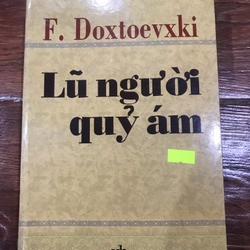 F. Doxtoevxki
Lũ người
quỷ ám